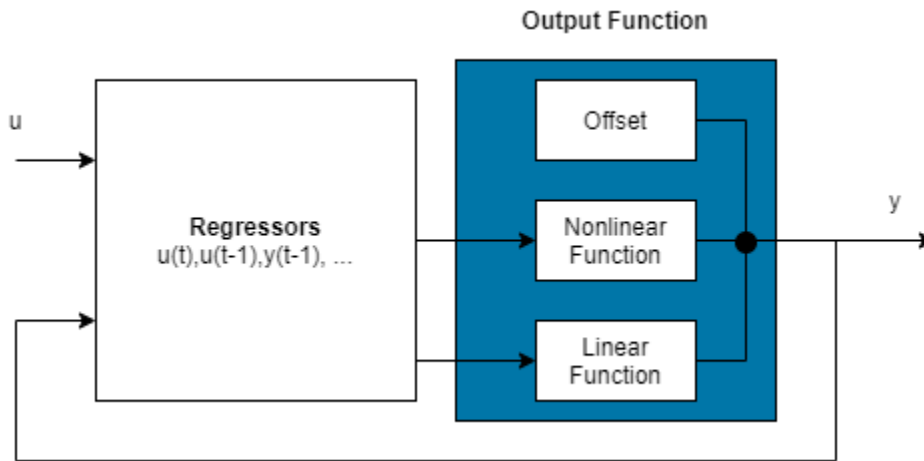 Output Function
u
Offset
Regressors
u(t),u(t-1),y(t-1), ...
Nonlinear
Function
y
Linear
Function